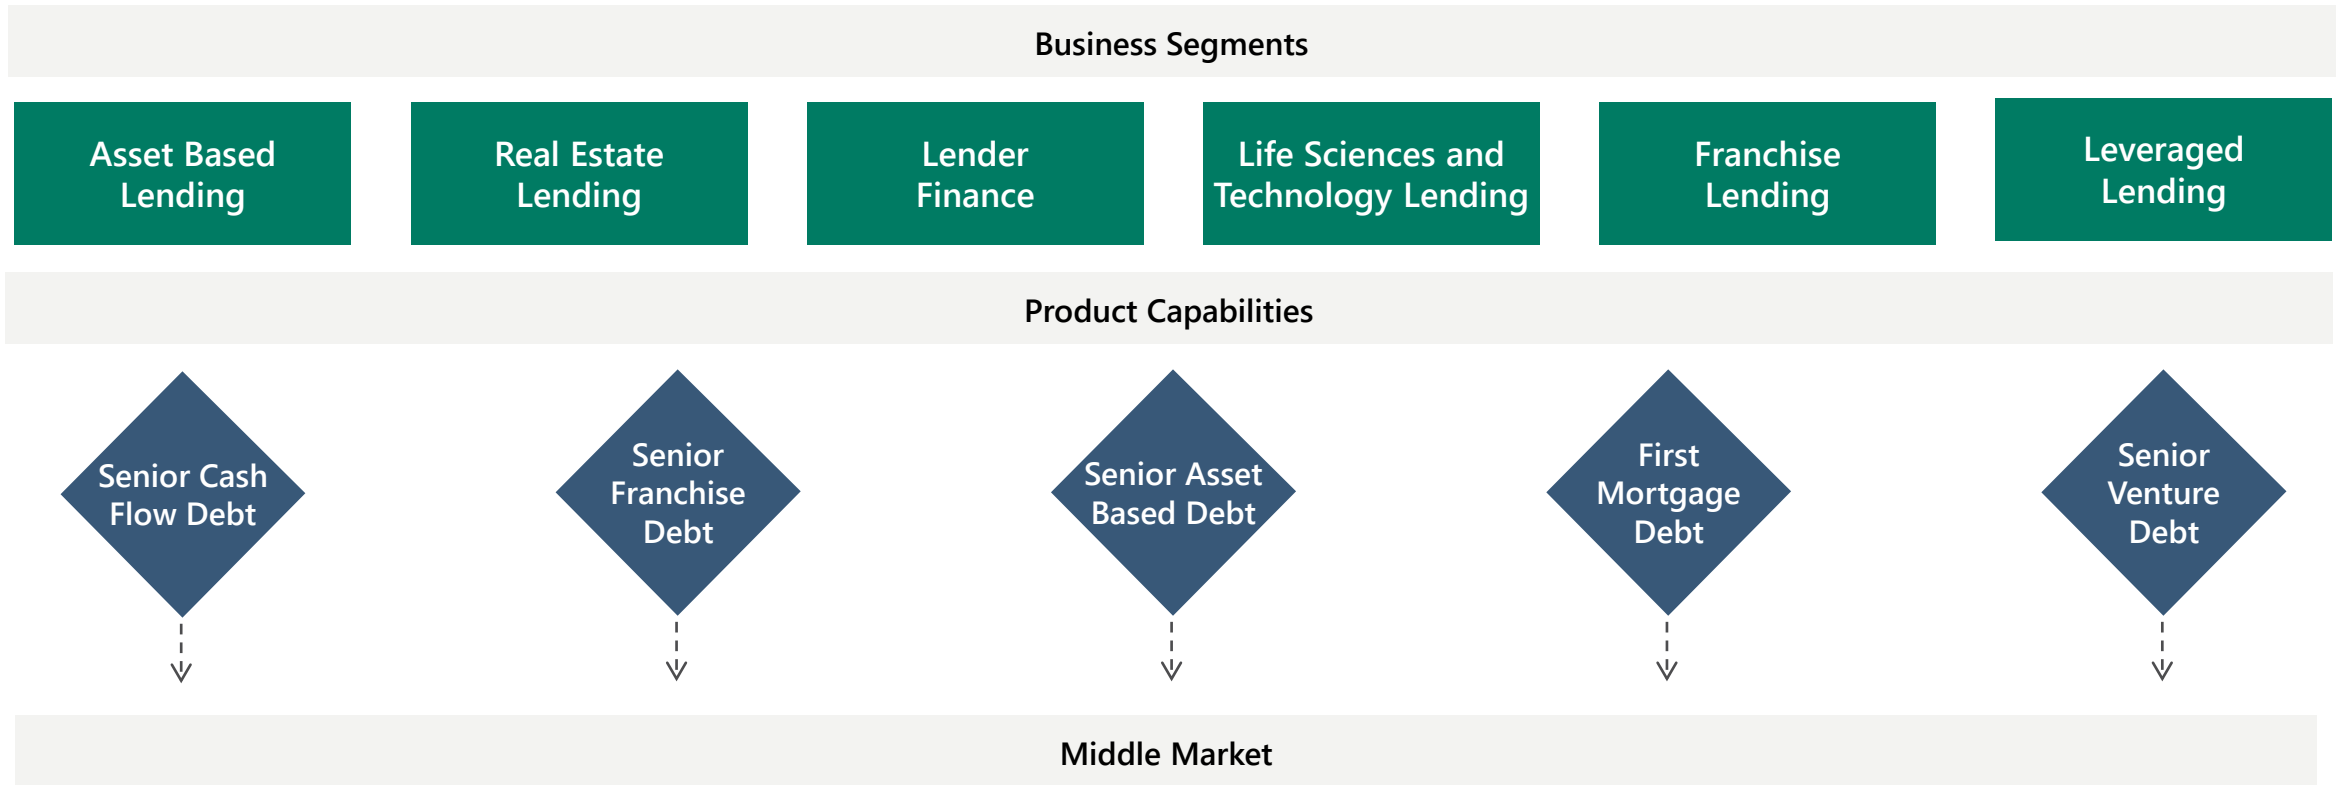 Business Segments
Asset Based
Lending
Real Estate
Lending
Lender
Finance
Life Sciences and
Technology Lending
Franchise
Lending
Leveraged
Lending
Product Capabilities
Senior Cash
Flow Debt
Senior
Franchise
Debt
Senior Asset
Based Debt
First
Mortgage
Debt
Senior
Venture
Debt
Middle Market